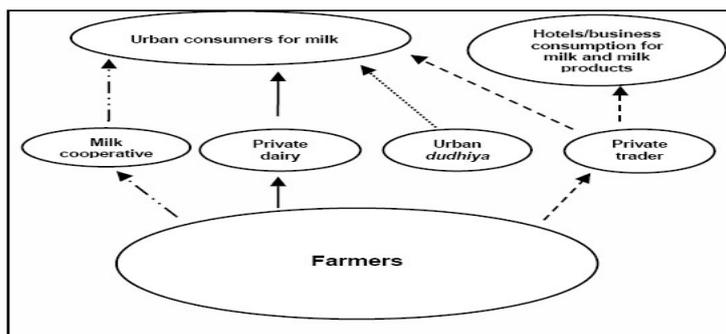 Urban consumers for milk
Hotels/business
consumption for
milk and milk
products
Milk
cooperative
Private
dairy
Urban
dudhiya
Private
trader
Farmers